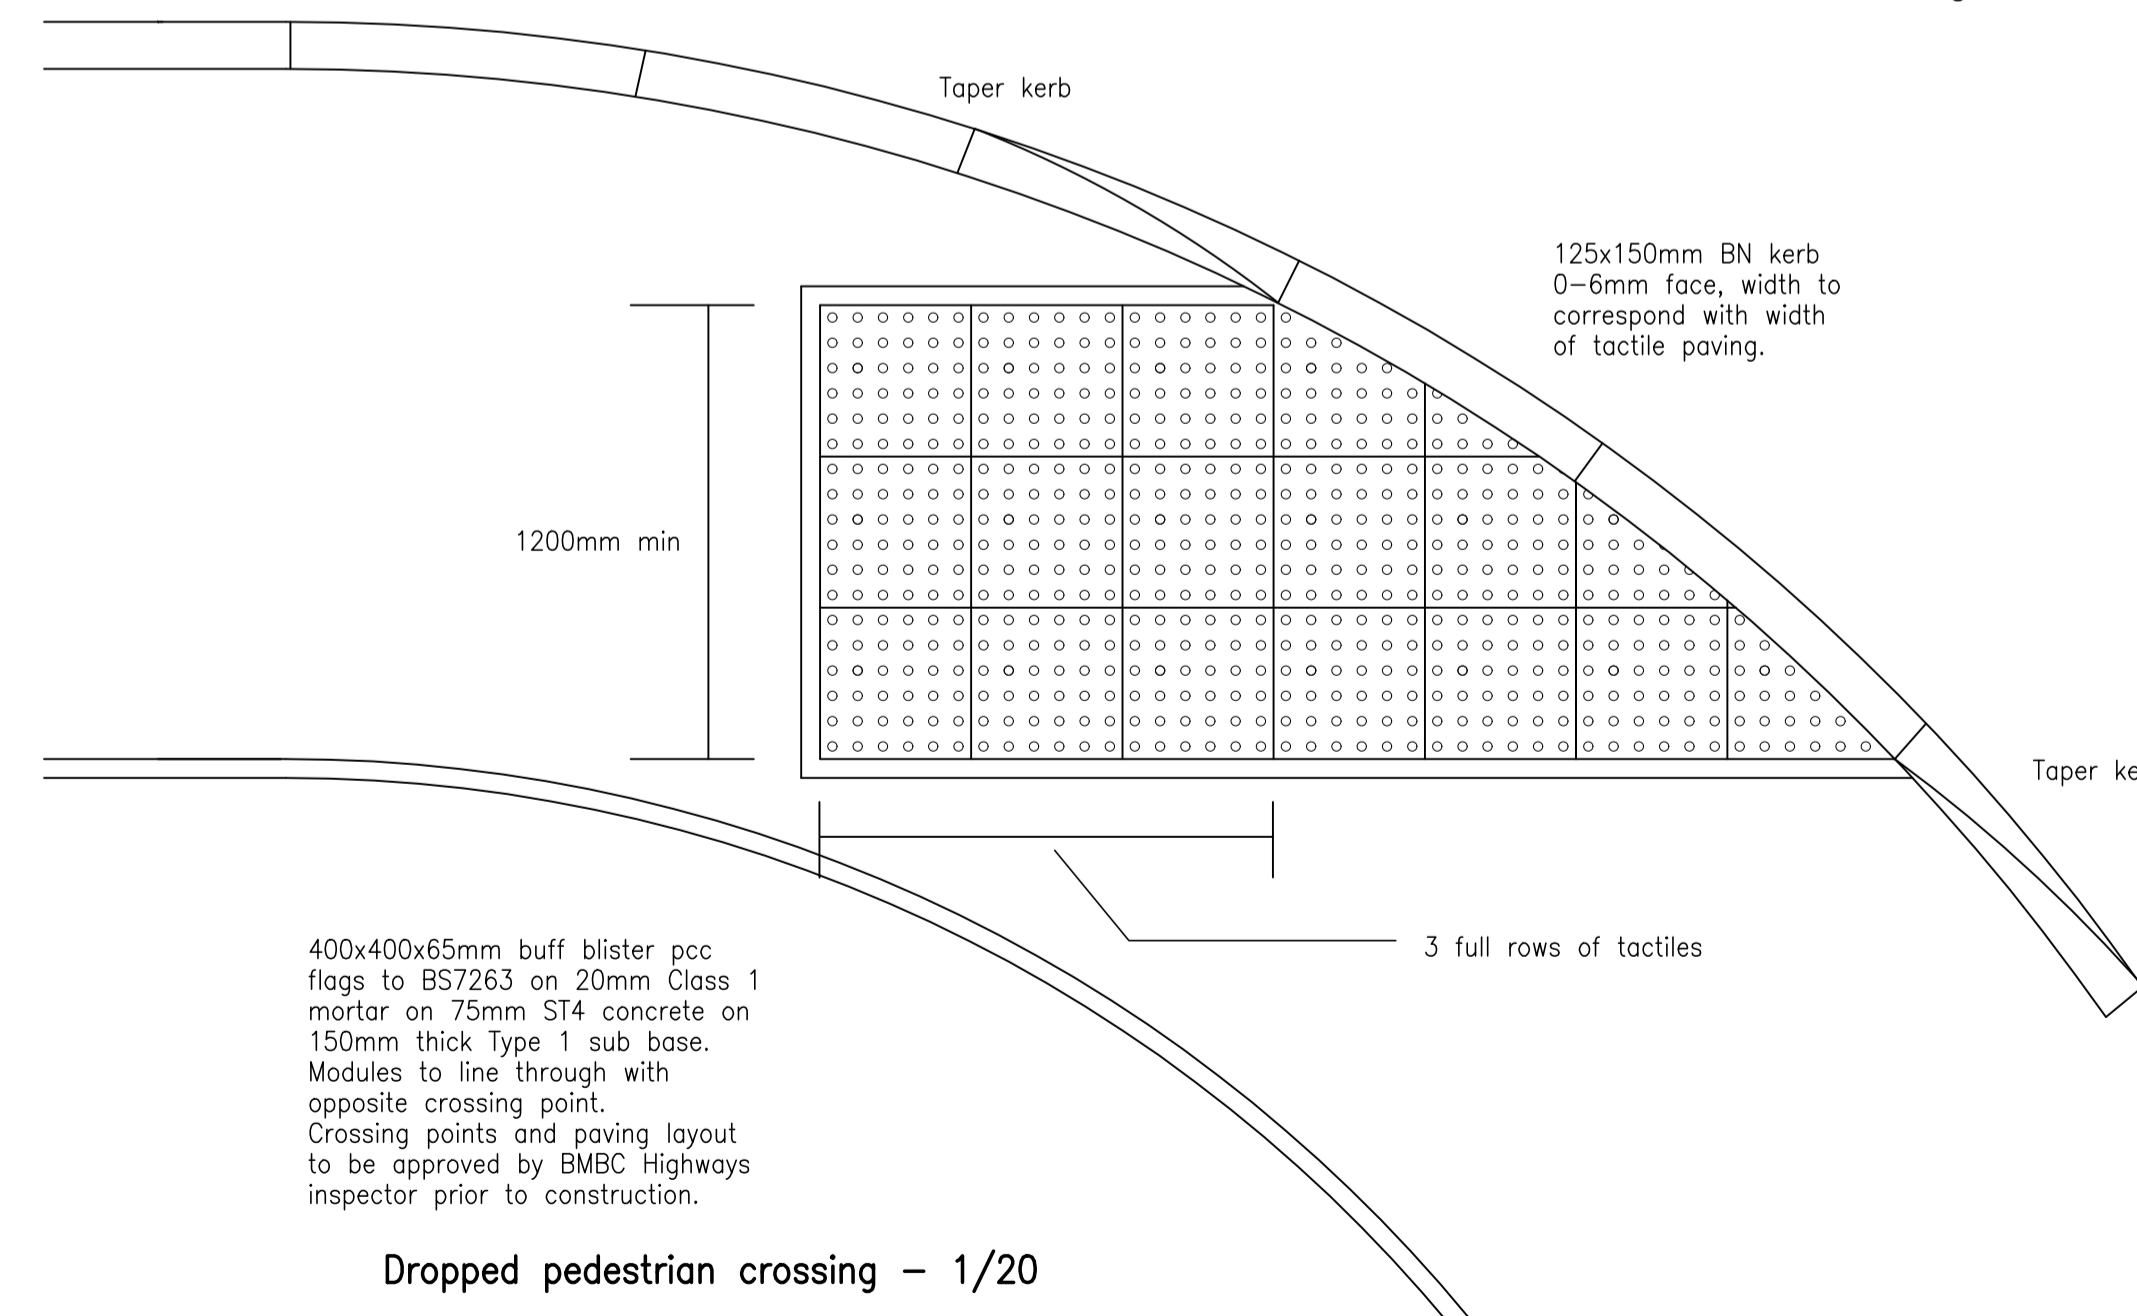 Taper kerb
125x150mm BN kerb
0-6mm face, width to
correspond with width
of tactile paving.
1200mm min
Taper
3 full rows of tactiles
400x400x65mm buff blister pcc
flags to BS7263 on 20mm Class 1
mortar on 75mm ST4 concrete on
150mm thick Type 1 sub base.
Modules to line through with
opposite crossing point.
Crossing points and paving layout
to be approved by BMBC Highways
inspector prior to construction.
Dropped pedestrian crossing - 1/20